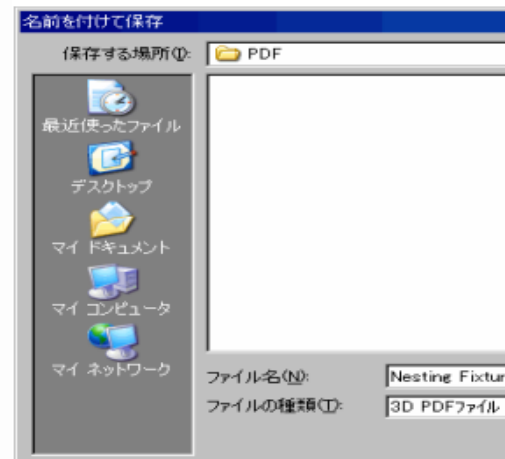 名前を付けて保存
保存する場所(I): PDF
最近使ったファイル
デスクトップ
マイ ドキュメント
マイ コンピュータ
マイ ネットワーク
ファイル名(N): Nesting Fixtur
ファイルの種類(T): 3D PDFファイル